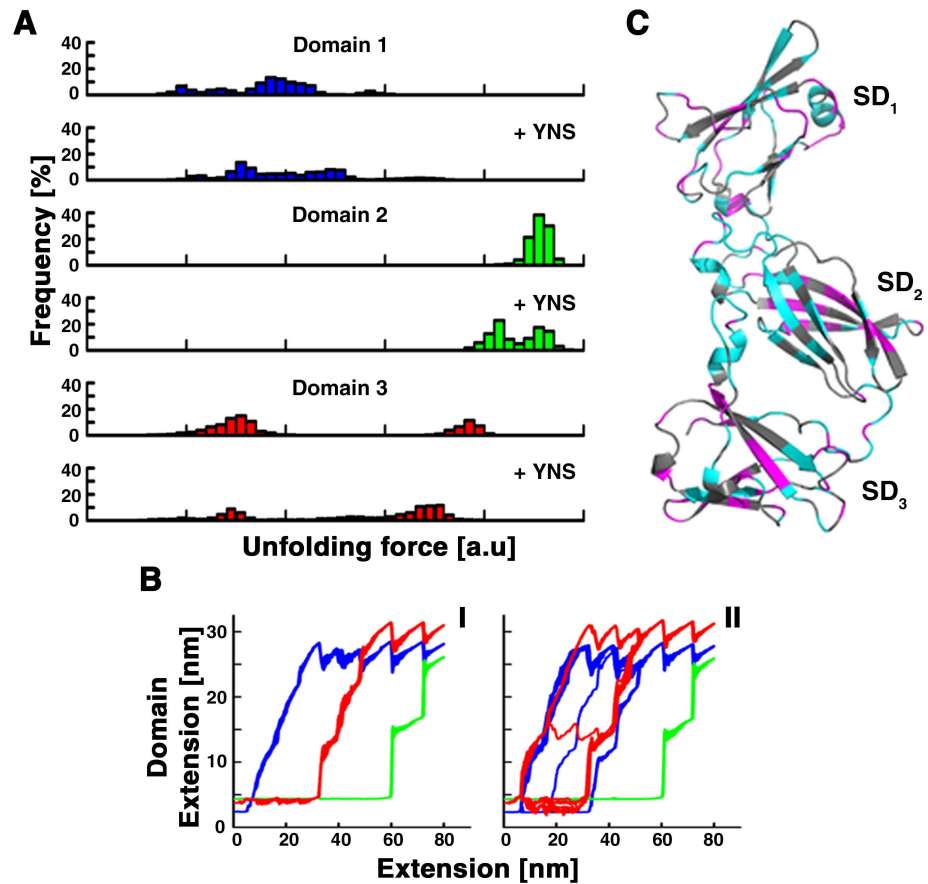 A
C
Domain 1
40
20
0
+ YNS
40
20
0
Domain 2
40
20
0
+ YNS
40
20
0
Domain 3
40
20
0
+ YNS
40
20
0
Frequency [%]
Unfolding force [a.u]
SD1
SD2
SD3
B
I
II
Domain
Extension [nm]
30
20
10
0
0 20 40 60 80
0 20 40 60 80
Extension [nm]